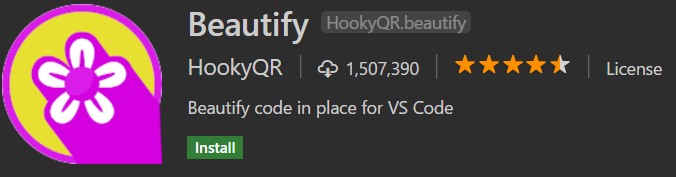 Beautify HookyQR.beautify
HookyQR 1,507,390 License
Beautify code in place for VS Code
Install